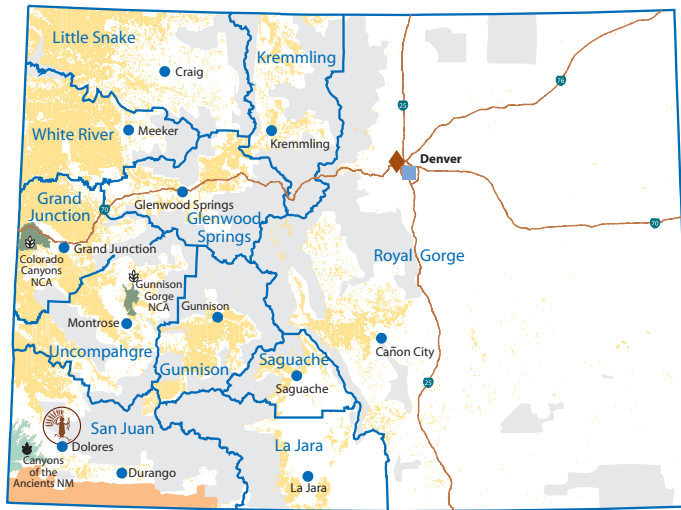 Little Snake
Kremmling
Craig
76
25
White River
Meeker
Kremmling
Denver
Grand
Junction
Glenwood Springs
70
Glenwood
Springs
70
Colorado
Canyons
NCA
Grand Junction
Royal Gorge
Gunnison
Gorge
NCA
Gunnison
Montrose
Uncompahgre
Cañon City
Gunnison
Saguache
Saguache
25
San Juan
Dolores
La Jara
Canyons
of the
Ancients NM
Durango
La Jara